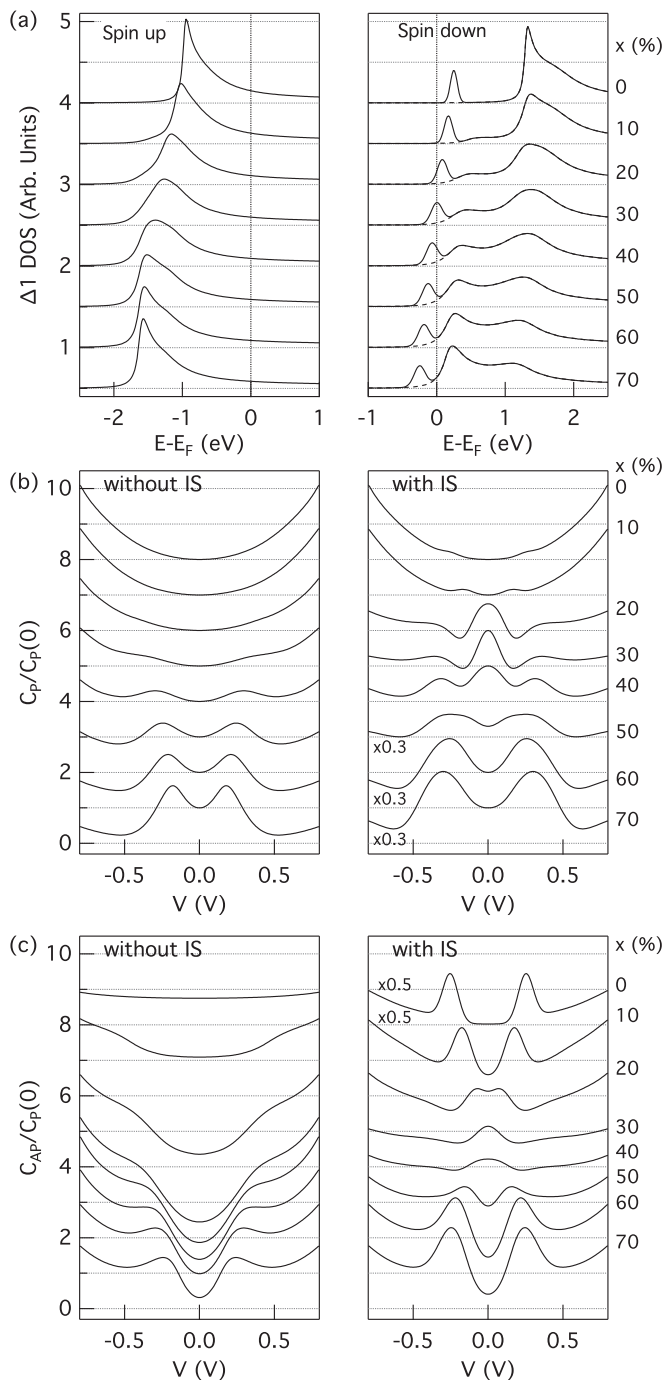 (a)
Spin up
Spin down
x (%)
5
4
3
2
1
Δ1 DOS (Arb. Units)
0
10
20
30
40
50
60
70
-2
-1
0
1
-1
0
1
2
E-E_F (eV)
E-E_F (eV)
(b)
without IS
with IS
x (%)
10
8
6
4
2
0
C_P/C_P(0)
0
10
20
30
40
50
x0.3
60
x0.3
70
x0.3
-0.5
0.0
0.5
-0.5
0.0
0.5
V (V)
V (V)
(c)
without IS
with IS
x (%)
10
8
6
4
2
0
C_AP/C_P(0)
x0.5
0
x0.5
10
20
30
40
50
60
70
-0.5
0.0
0.5
-0.5
0.0
0.5
V (V)
V (V)